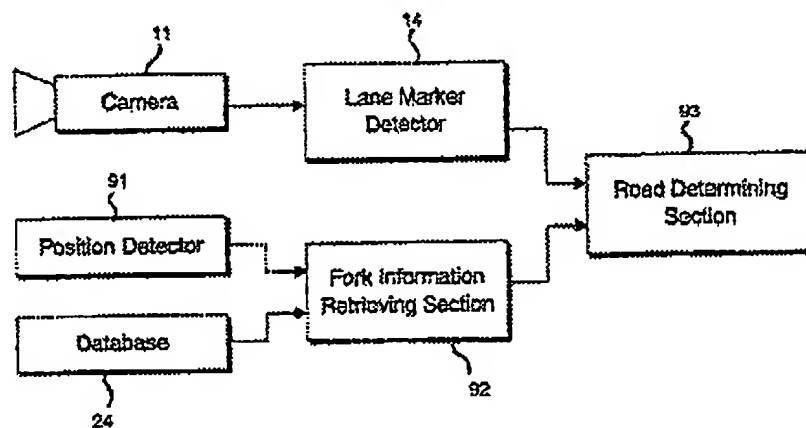 11
Camera
14
Lane Marker
Detector
93
Road Determining
Section
91
Position Detector
Fork Information
Retrieving Section
92
Database
24